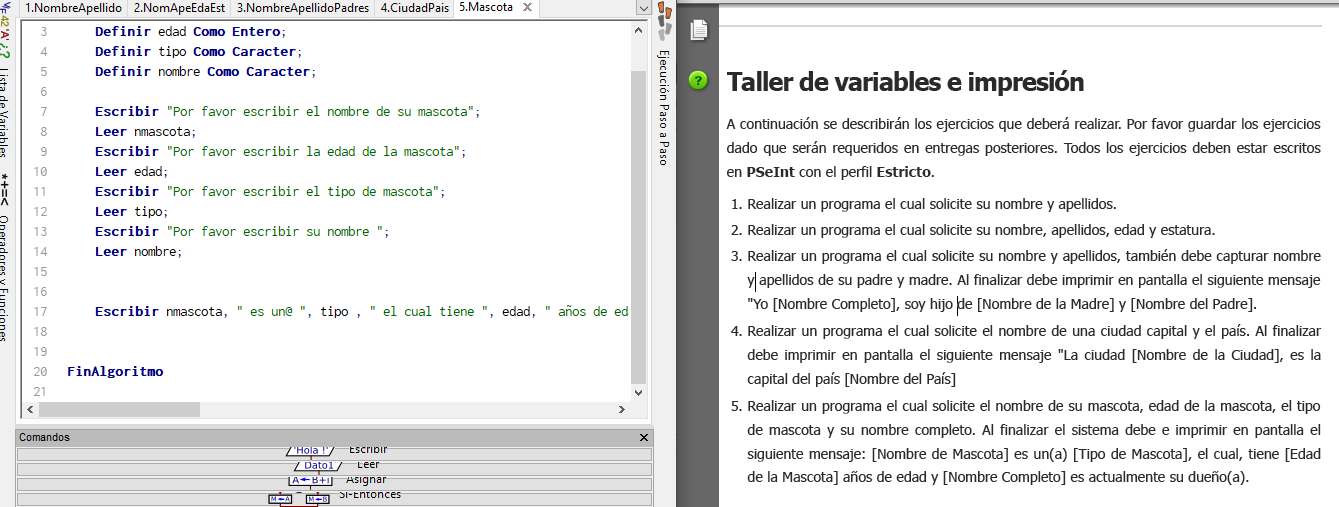 1.NombreApellido 2.NomApeEdaEst 3.NombreApellidoPadres 4.CiudadPais 5.Mascota
Lista de Variables
Operadores y Funciones
3 Definir edad Como Entero;
4 Definir tipo Como Caracter;
5 Definir nombre Como Caracter;
6
7 Escribir "Por favor escribir el nombre de su mascota";
8 Leer nmascota;
9 Escribir "Por favor escribir la edad de la mascota";
10 Leer edad;
11 Escribir "Por favor escribir el tipo de mascota";
12 Leer tipo;
13 Escribir "Por favor escribir su nombre ";
14 Leer nombre;
15
16
17 Escribir nmascota, " es un@ ", tipo , " el cual tiene ", edad, " años de ed
18
19
20 FinAlgoritmo
21
Ejecución Paso a Paso
Comandos
'Hola !' Escribir
Dato1 Leer
A←B+1 Asignar
M←A M←B Si-Entonces
Taller de variables e impresión
A continuación se describirán los ejercicios que deberá realizar. Por favor guardar los ejercicios
dado que serán requeridos en entregas posteriores. Todos los ejercicios deben estar escritos
en PSeInt con el perfil Estricto.
1. Realizar un programa el cual solicite su nombre y apellidos.
2. Realizar un programa el cual solicite su nombre, apellidos, edad y estatura.
3. Realizar un programa el cual solicite su nombre y apellidos, también debe capturar nombre
y apellidos de su padre y madre. Al finalizar debe imprimir en pantalla el siguiente mensaje
"Yo [Nombre Completo], soy hijo de [Nombre de la Madre] y [Nombre del Padre].
4. Realizar un programa el cual solicite el nombre de una ciudad capital y el país. Al finalizar
debe imprimir en pantalla el siguiente mensaje "La ciudad [Nombre de la Ciudad], es la
capital del país [Nombre del País]
5. Realizar un programa el cual solicite el nombre de su mascota, edad de la mascota, el tipo
de mascota y su nombre completo. Al finalizar el sistema debe e imprimir en pantalla el
siguiente mensaje: [Nombre de Mascota] es un(a) [Tipo de Mascota], el cual, tiene [Edad
de la Mascota] años de edad y [Nombre Completo] es actualmente su dueño(a).